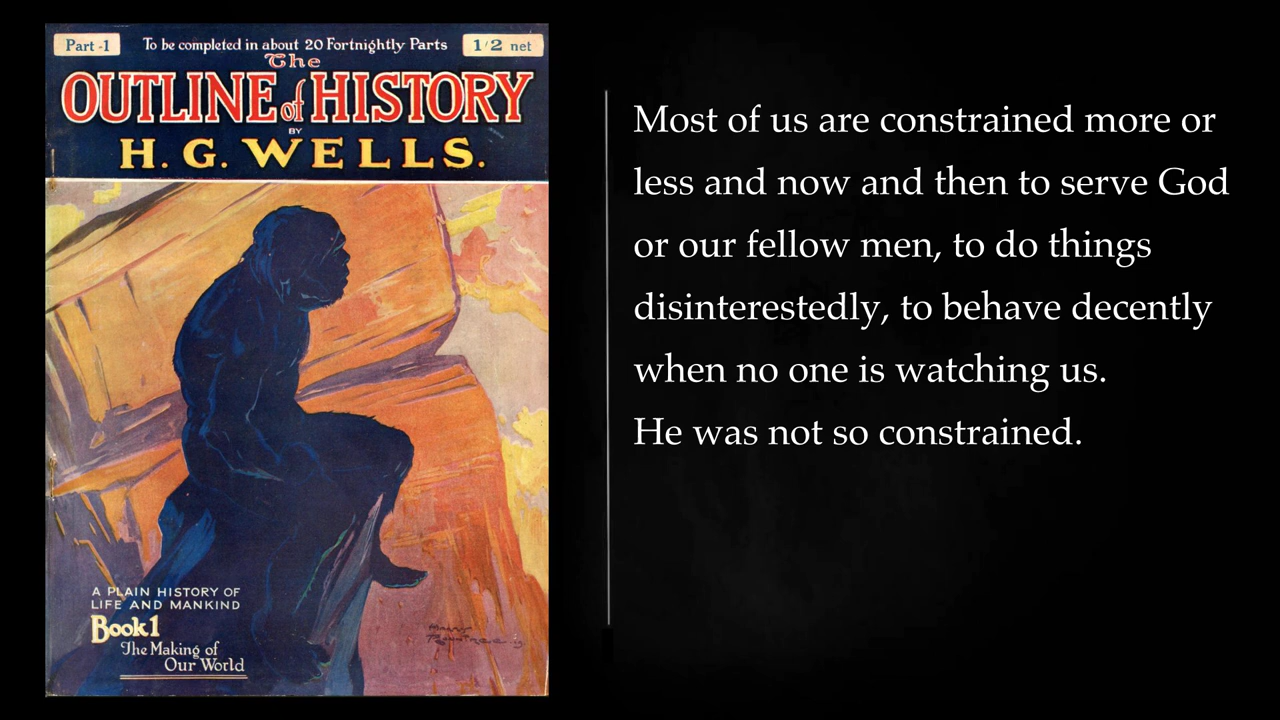 Part -1
To be completed in about 20 Fortnightly Parts
1/2 net
The
OUTLINE of HISTORY
BY
H. G. WELLS.
A PLAIN HISTORY OF
LIFE AND MANKIND
Book 1
The Making of
Our World
Most of us are constrained more or
less and now and then to serve God
or our fellow men, to do things
disinterestedly, to behave decently
when no one is watching us.
He was not so constrained.